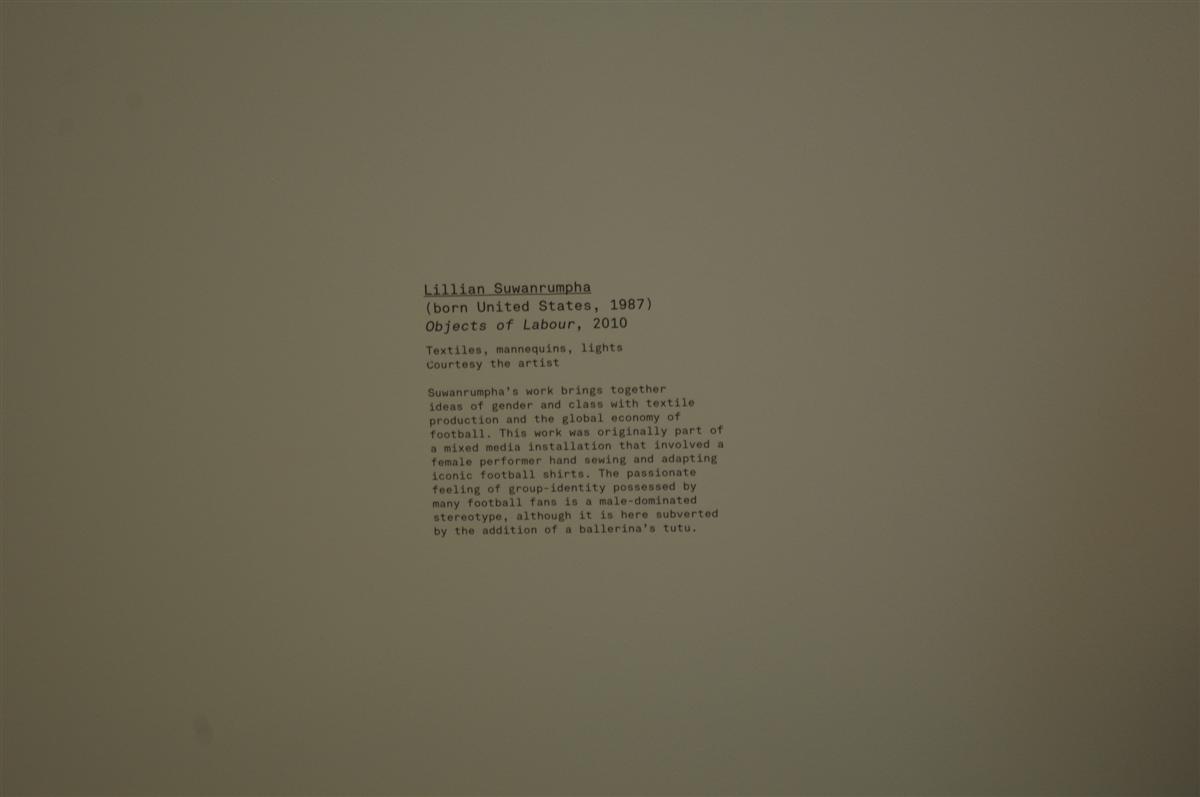 Lillian Suwanrumpha
(born United States, 1987)
Objects of Labour, 2010
Textiles, mannequins, lights
Courtesy the artist
Suwanrumpha's work brings together
ideas of gender and class with textile
production and the global economy of
football. This work was originally part of
a mixed media installation that involved a
female performer hand sewing and adapting
iconic football shirts. The passionate
feeling of group-identity possessed by
many football fans is a male-dominated
stereotype, although it is here subverted
by the addition of a ballerina's tutu.